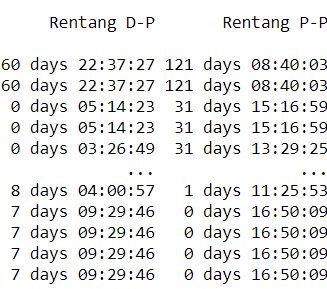 Rentang D-P Rentang P-P
60 days 22:37:27 121 days 08:40:03
60 days 22:37:27 121 days 08:40:03
0 days 05:14:23 31 days 15:16:59
0 days 05:14:23 31 days 15:16:59
0 days 03:26:49 31 days 13:29:25
... ...
8 days 04:00:57 1 days 11:25:53
7 days 09:29:46 0 days 16:50:09
7 days 09:29:46 0 days 16:50:09
7 days 09:29:46 0 days 16:50:09
7 days 09:29:46 0 days 16:50:09